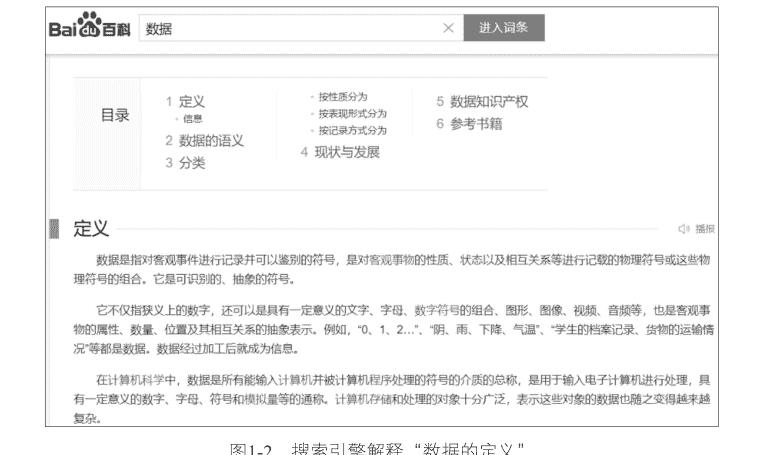 Baidu百科
数据
进入词条
目录
1 定义
信息
2 数据的语义
3 分类
按性质分为
按表现形式分为
按记录方式分为
4 现状与发展
5 数据知识产权
6 参考书籍
定义
播报
数据是指对客观事件进行记录并可以鉴别的符号，是对客观事物的性质、状态以及相互关系等进行记载的物理符号或这些物
理符号的组合。它是可识别的、抽象的符号。
它不仅指狭义上的数字，还可以是具有一定意义的文字、字母、数字符号的组合、图形、图像、视频、音频等，也是客观事
物的属性、数量、位置及其相互关系的抽象表示。例如，“0、1、2…”、“阴、雨、下降、气温”、“学生的档案记录、货物的运输情
况”等都是数据。数据经过加工后就成为信息。
在计算机科学中，数据是所有能输入计算机并被计算机程序处理的符号的介质的总称，是用于输入电子计算机进行处理，具
有一定意义的数字、字母、符号和模拟量等的通称。计算机存储和处理的对象十分广泛，表示这些对象的数据也随之变得越来越
复杂。
图1-2 搜索引擎解释“数据的定义”